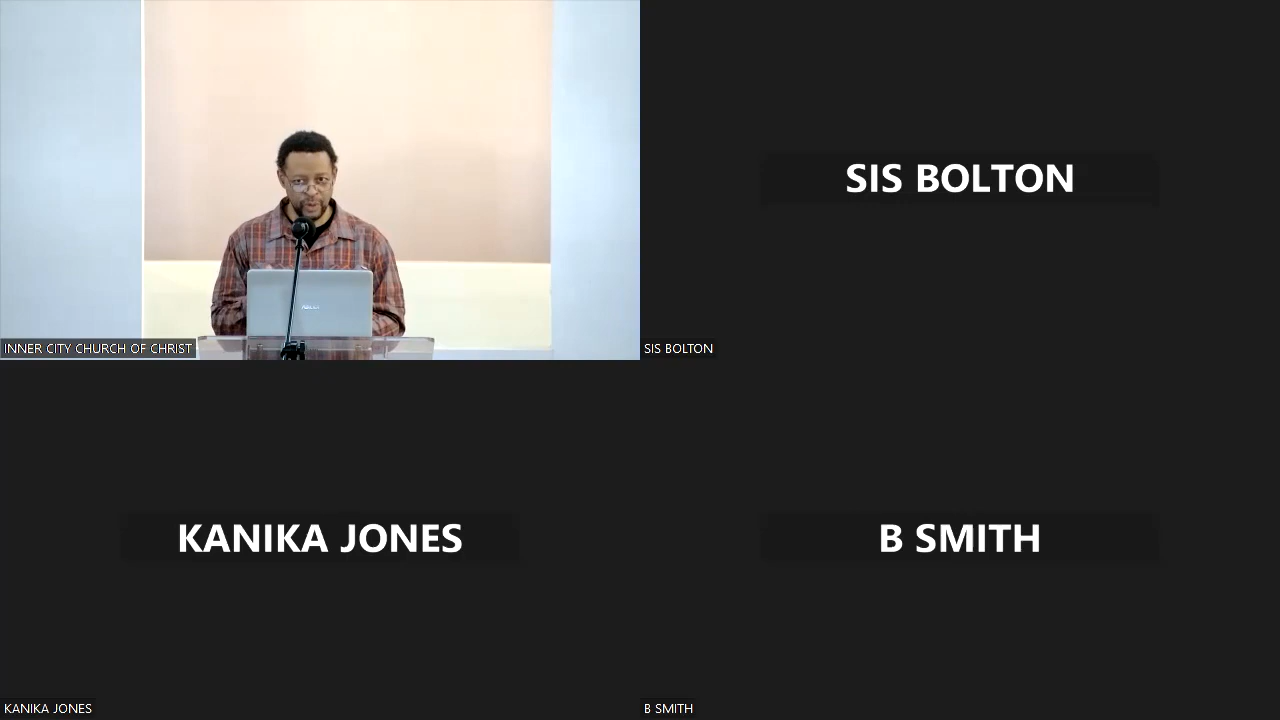 SIS BOLTON
INNER CITY CHURCH OF CHRIST
SIS BOLTON
KANIKA JONES
B SMITH
KANIKA JONES
B SMITH